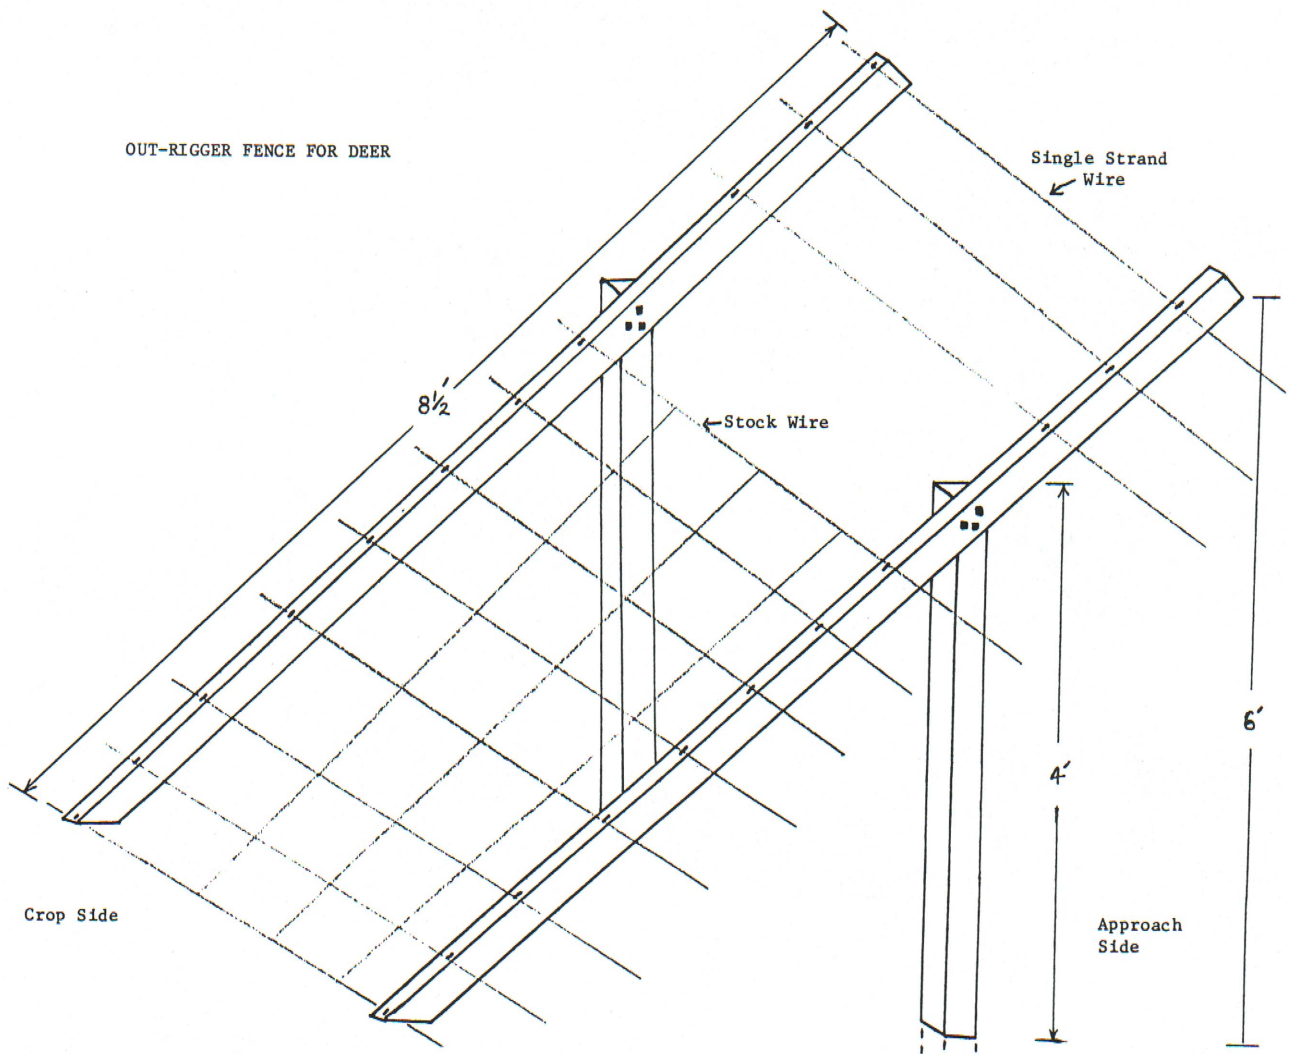 OUT-RIGGER FENCE FOR DEER
Single Strand
Wire
8½'
Stock Wire
6'
4'
Crop Side
Approach
Side